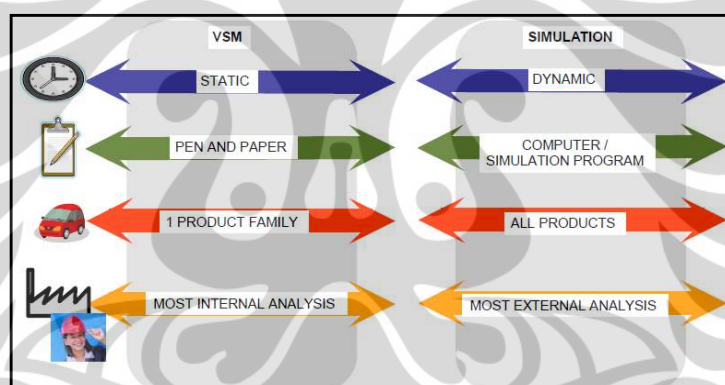 VSM
SIMULATION
STATIC
DYNAMIC
PEN AND PAPER
COMPUTER /
SIMULATION PROGRAM
1 PRODUCT FAMILY
ALL PRODUCTS
MOST INTERNAL ANALYSIS
MOST EXTERNAL ANALYSIS